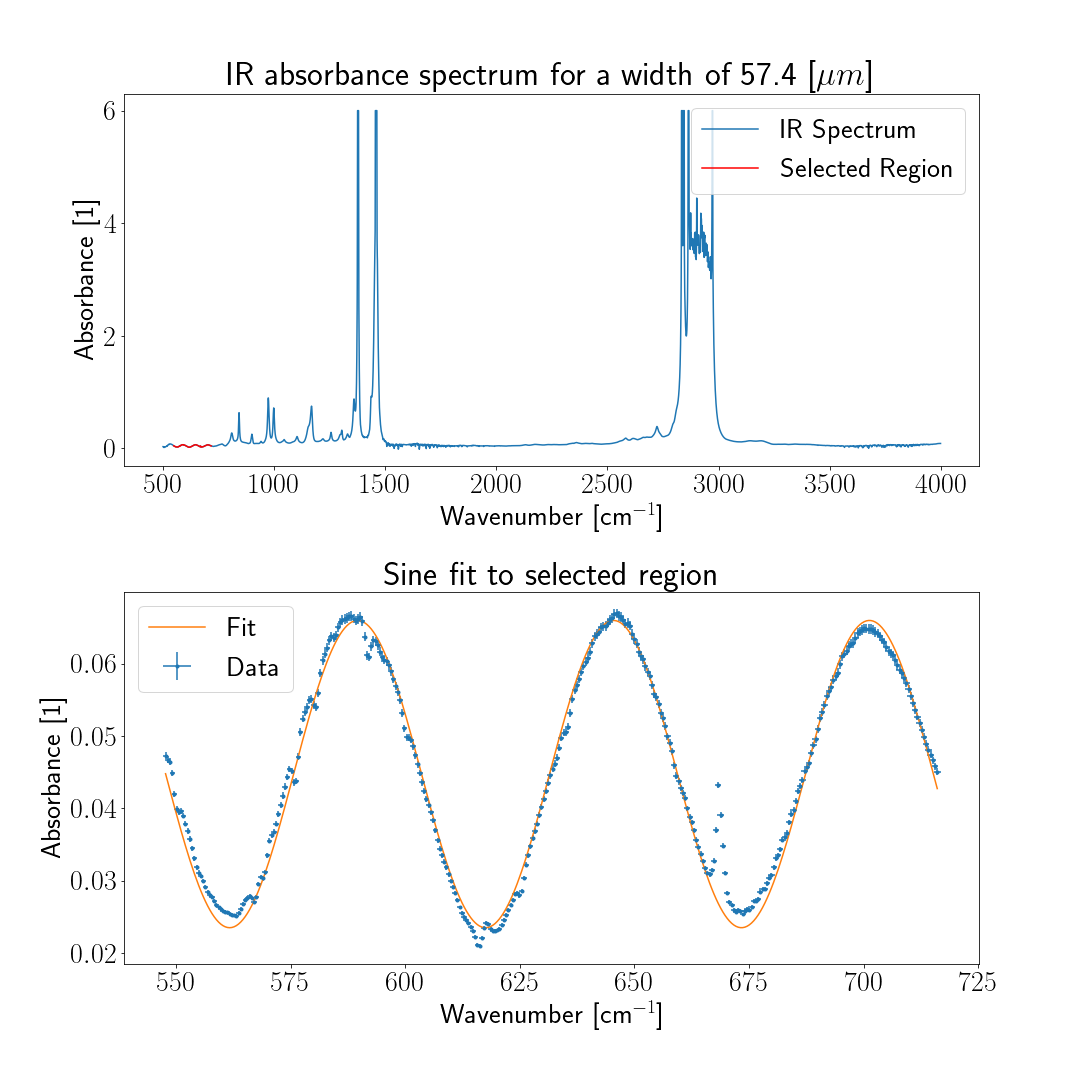 IR absorbance spectrum for a width of 57.4 [μm]
IR Spectrum
Selected Region
Absorbance [1]
6
4
2
0
500 1000 1500 2000 2500 3000 3500 4000
Wavenumber [cm⁻¹]
Sine fit to selected region
Fit
Data
Absorbance [1]
0.06
0.05
0.04
0.03
0.02
550 575 600 625 650 675 700 725
Wavenumber [cm⁻¹]